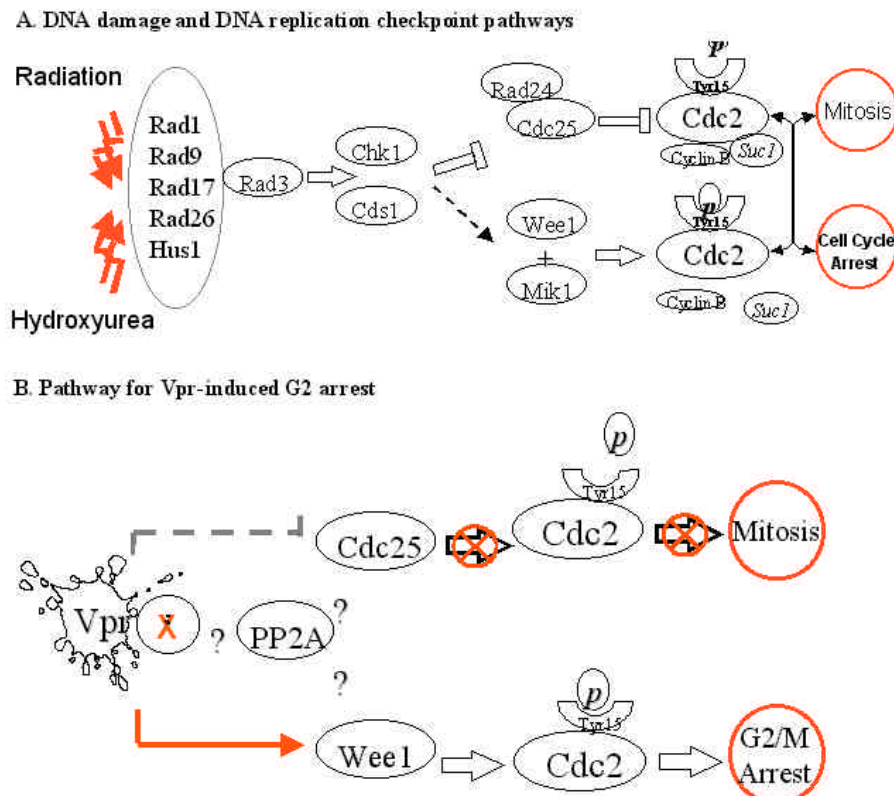 A. DNA damage and DNA replication checkpoint pathways
Radiation
Hydroxyurea
Rad1
Rad9
Rad17
Rad26
Hus1
Rad3
Chk1
Cds1
Rad24
Cdc25
p
Tyr15
Cdc2
Cyclin B
Suc1
Mitosis
Wee1
+
Mik1
p
Tyr15
Cdc2
Cyclin B
Suc1
Cell Cycle
Arrest
B. Pathway for Vpr-induced G2 arrest
p
Tyr15
Cdc25
Cdc2
Mitosis
Vpr
X
?
PP2A
?
?
p
Tyr15
Wee1
Cdc2
G2/M
Arrest